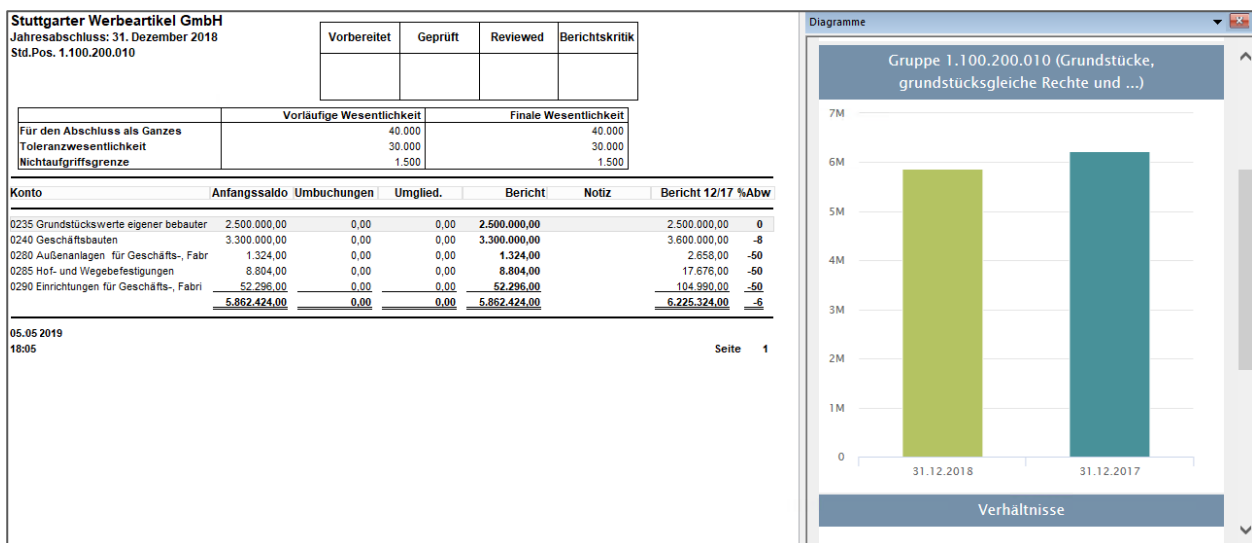 Stuttgarter Werbeartikel GmbH
Jahresabschluss: 31. Dezember 2018
Std.Pos. 1.100.200.010
Vorbereitet Geprüft Reviewed Berichtskritik
Vorläufige Wesentlichkeit Finale Wesentlichkeit
Für den Abschluss als Ganzes 40.000 40.000
Toleranzwesentlichkeit 30.000 30.000
Nichtaufgriffsgrenze 1.500 1.500
Konto Anfangssaldo Umbuchungen Umglied. Bericht Notiz Bericht 12/17 %Abw
0235 Grundstückswerte eigener bebauter 2.500.000,00 0,00 0,00 2.500.000,00 2.500.000,00 0
0240 Geschäftsbauten 3.300.000,00 0,00 0,00 3.300.000,00 3.600.000,00 -8
0280 Außenanlagen für Geschäfts-, Fabr 1.324,00 0,00 0,00 1.324,00 2.658,00 -50
0285 Hof- und Wegebefestigungen 8.804,00 0,00 0,00 8.804,00 17.676,00 -50
0290 Einrichtungen für Geschäfts-, Fabri 52.296,00 0,00 0,00 52.296,00 104.990,00 -50
5.862.424,00 0,00 0,00 5.862.424,00 6.225.324,00 -6
05.05 2019
18:05 Seite 1
Diagramme
Gruppe 1.100.200.010 (Grundstücke,
grundstücksgleiche Rechte und ...)
7M
6M
5M
4M
3M
2M
1M
0
31.12.2018 31.12.2017
Verhältnisse